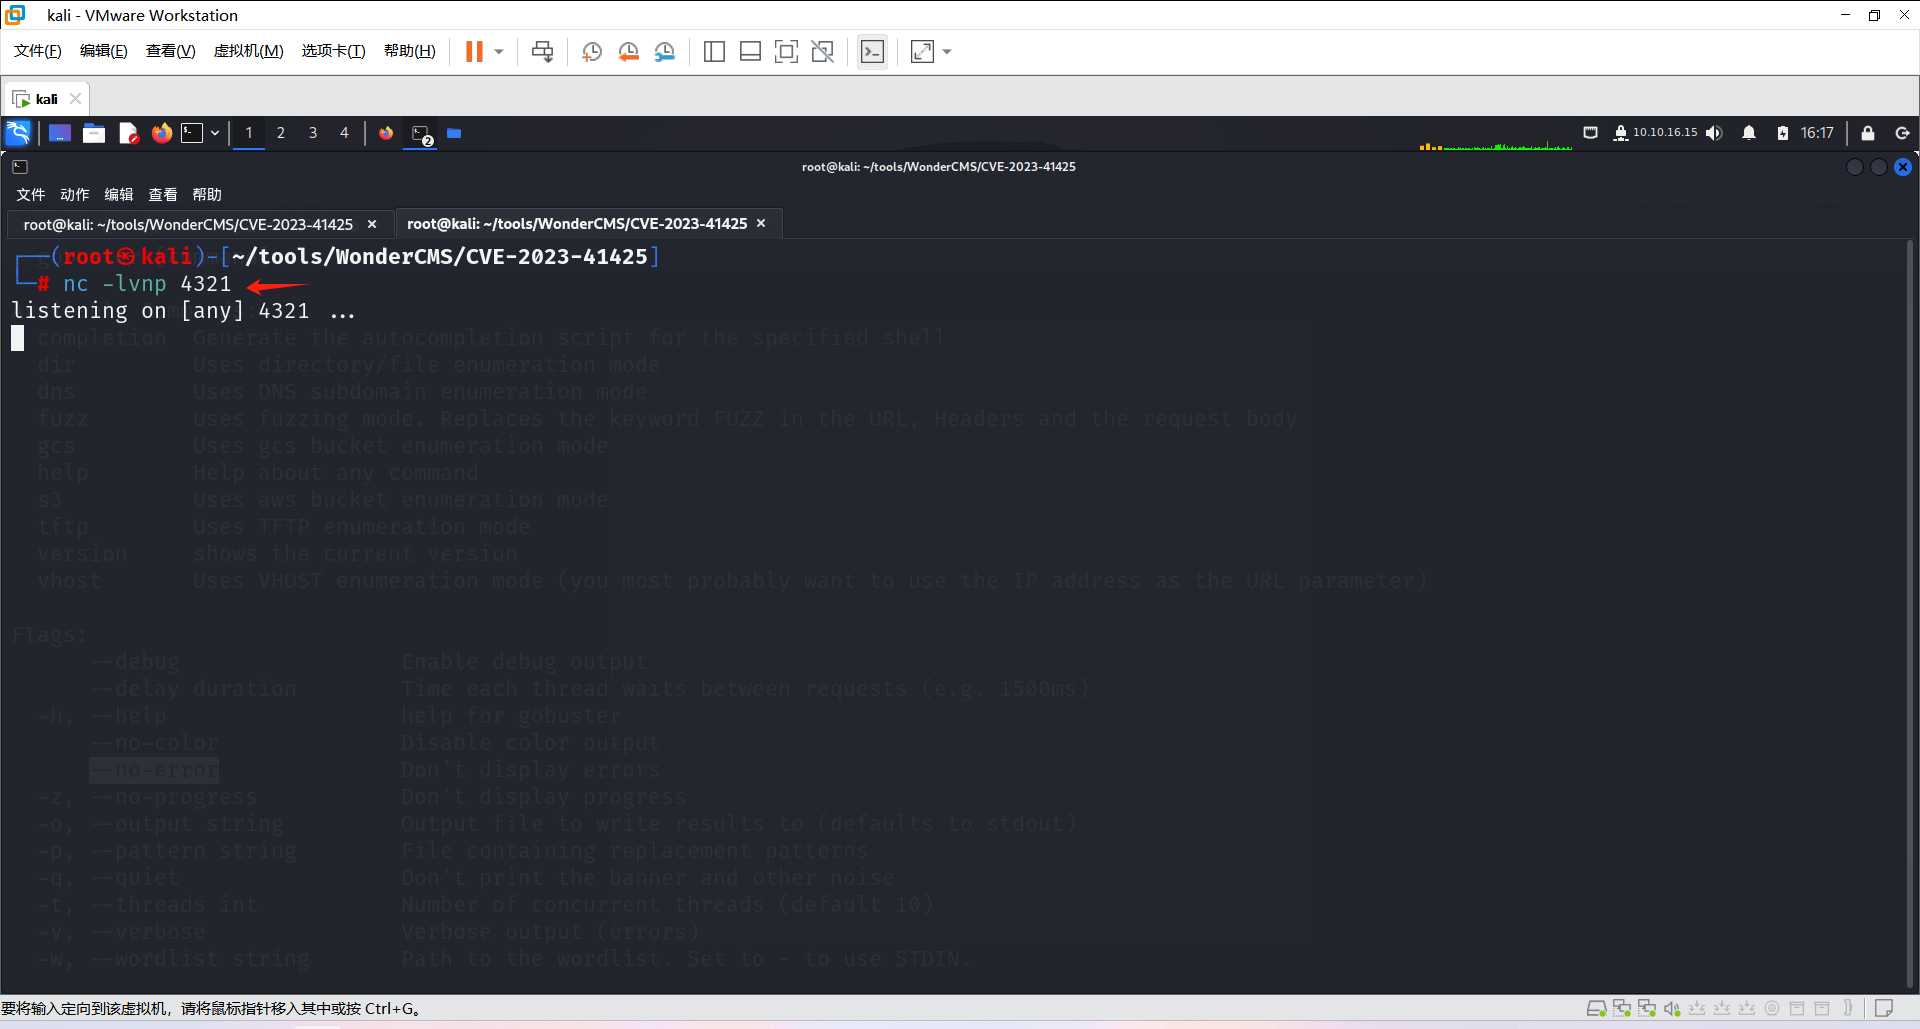 kali - VMware Workstation
文件(F) 编辑(E) 查看(V) 虚拟机(M) 选项卡(T) 帮助(H)
kali
1 2 3 4 2 10.10.16.15 16:17
root@kali: ~/tools/WonderCMS/CVE-2023-41425
文件 动作 编辑 查看 帮助
root@kali: ~/tools/WonderCMS/CVE-2023-41425 root@kali: ~/tools/WonderCMS/CVE-2023-41425
┌──(root㉿kali)-[~/tools/WonderCMS/CVE-2023-41425]
└─# nc -lvnp 4321
listening on [any] 4321 ...
completion Generate the autocompletion script for the specified shell
dir Uses directory/file enumeration mode
dns Uses DNS subdomain enumeration mode
fuzz Uses fuzzing mode. Replaces the keyword FUZZ in the URL, Headers and the request body
gcs Uses gcs bucket enumeration mode
help Help about any command
s3 Uses aws bucket enumeration mode
tftp Uses TFTP enumeration mode
version shows the current version
vhost Uses VHOST enumeration mode (you most probably want to use the IP address as the URL parameter)
Flags:
--debug Enable debug output
--delay duration Time each thread waits between requests (e.g. 1500ms)
-h, --help help for gobuster
--no-color Disable color output
--no-error Don't display errors
-z, --no-progress Don't display progress
-o, --output string Output file to write results to (defaults to stdout)
-p, --pattern string File containing replacement patterns
-q, --quiet Don't print the banner and other noise
-t, --threads int Number of concurrent threads (default 10)
-v, --verbose Verbose output (errors)
-w, --wordlist string Path to the wordlist. Set to - to use STDIN.
要将输入定向到该虚拟机，请将鼠标指针移入其中或按 Ctrl+G。